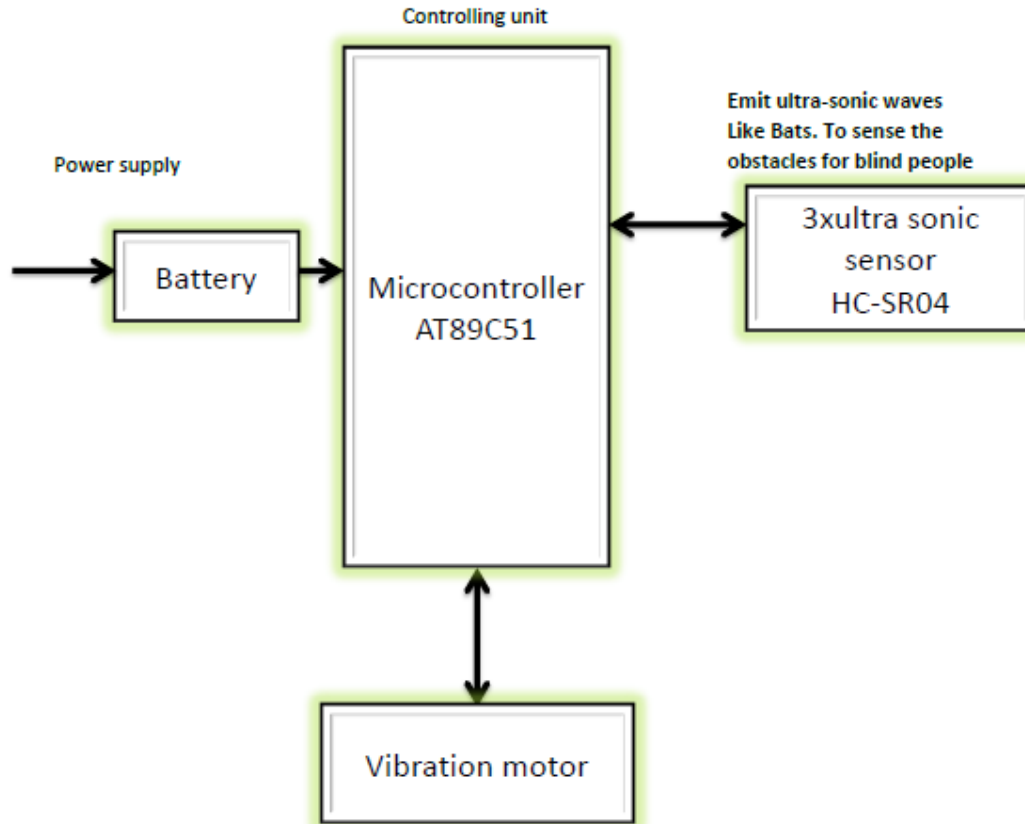 Controlling unit
Emit ultra-sonic waves
Like Bats. To sense the
obstacles for blind people
Power supply
3xultra sonic
sensor
HC-SR04
Battery
Microcontroller
AT89C51
Vibration motor